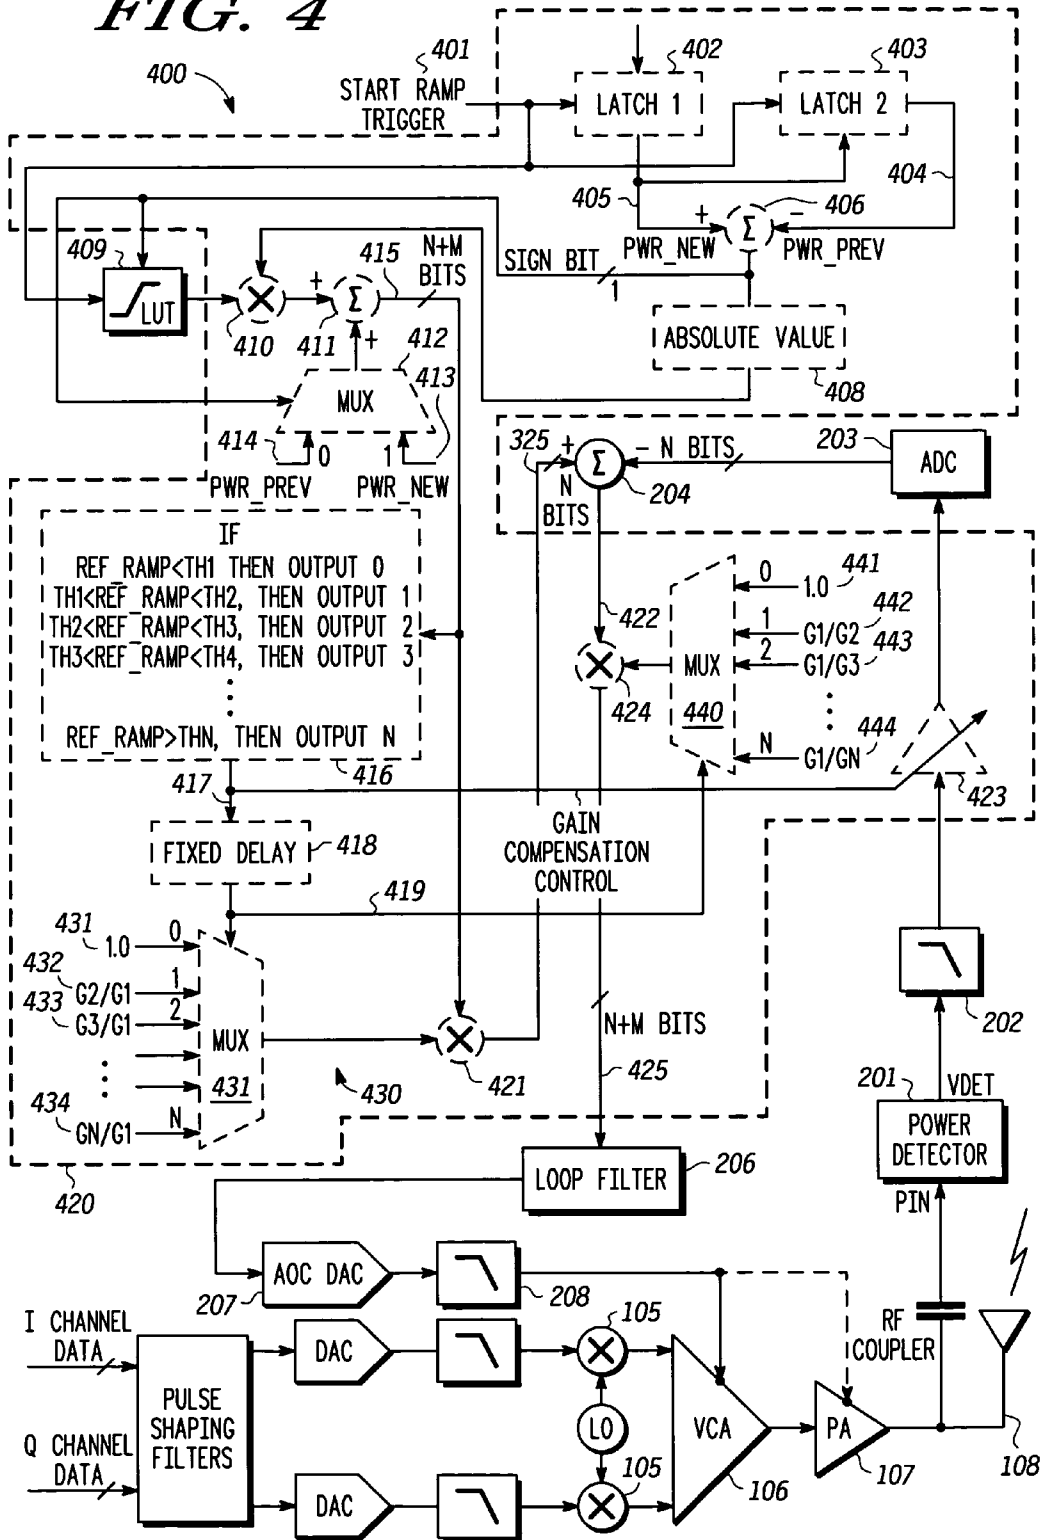 FIG. 4
400
401
START RAMP
TRIGGER
402
LATCH 1
403
LATCH 2
404
405
406
+
-
Σ
PWR_NEW
PWR_PREV
SIGN BIT
1
409
LUT
410
+
411
Σ
+
415
N+M
BITS
412
MUX
413
414
0
1
PWR_PREV
PWR_NEW
ABSOLUTE VALUE
408
325
+
Σ
- N BITS
204
N
BITS
203
ADC
IF
REF_RAMP<TH1 THEN OUTPUT 0
TH1<REF_RAMP<TH2, THEN OUTPUT 1
TH2<REF_RAMP<TH3, THEN OUTPUT 2
TH3<REF_RAMP<TH4, THEN OUTPUT 3
REF_RAMP>THN, THEN OUTPUT N
416
417
422
424
MUX
440
0
1.0
441
1
G1/G2
442
2
G1/G3
443
N
G1/GN
444
423
FIXED DELAY
418
GAIN
COMPENSATION
CONTROL
419
431
1.0
0
432
G2/G1
1
433
G3/G1
2
434
GN/G1
N
MUX
431
421
430
N+M BITS
425
420
202
201
VDET
POWER
DETECTOR
PIN
LOOP FILTER
206
AOC DAC
207
208
I CHANNEL
DATA
Q CHANNEL
DATA
PULSE
SHAPING
FILTERS
DAC
DAC
105
LO
105
VCA
106
PA
107
RF
COUPLER
108